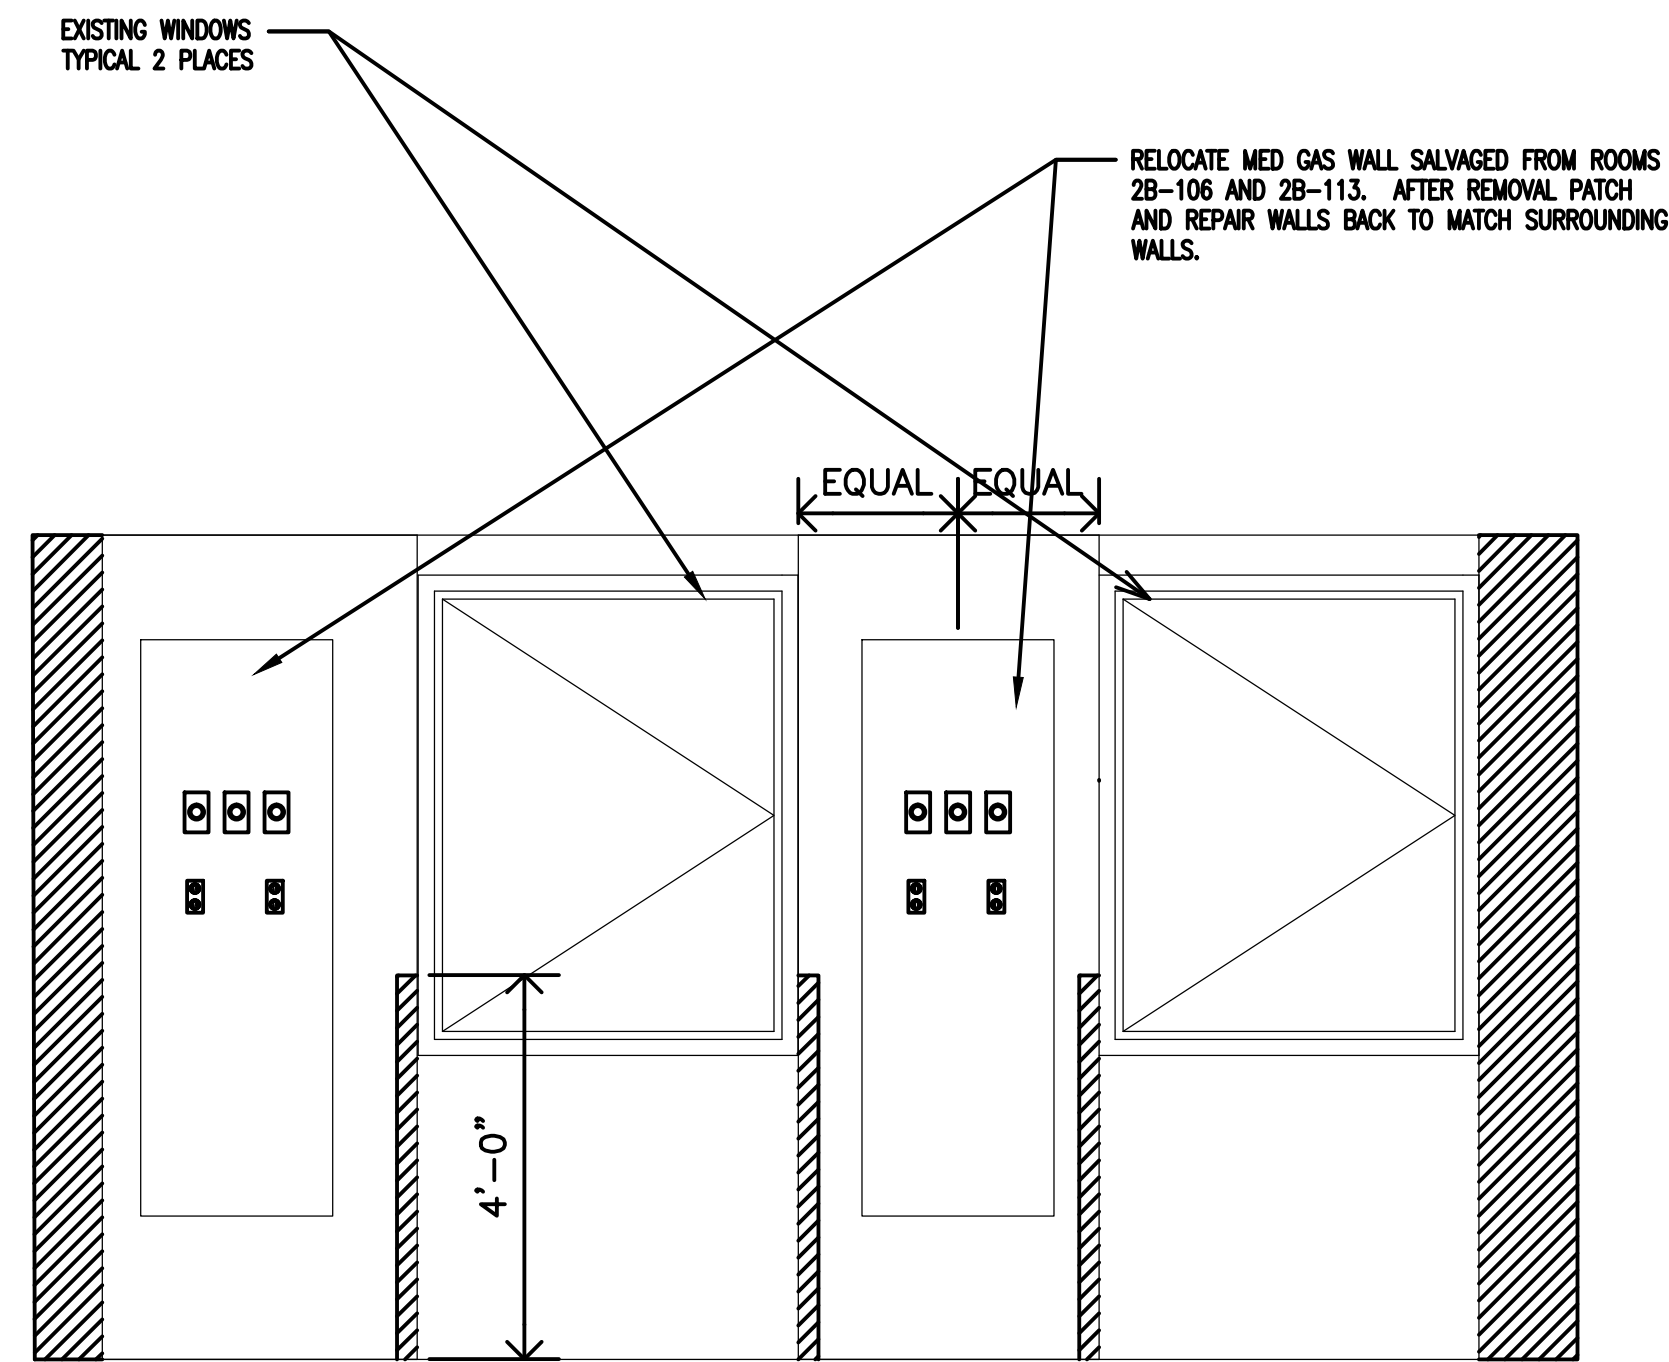 EXISTING WINDOWS
TYPICAL 2 PLACES
RELOCATE MED GAS WALL SALVAGED FROM ROOMS
2B-106 AND 2B-113. AFTER REMOVAL PATCH
AND REPAIR WALLS BACK TO MATCH SURROUNDING
WALLS.
EQUAL EQUAL
4'-0"